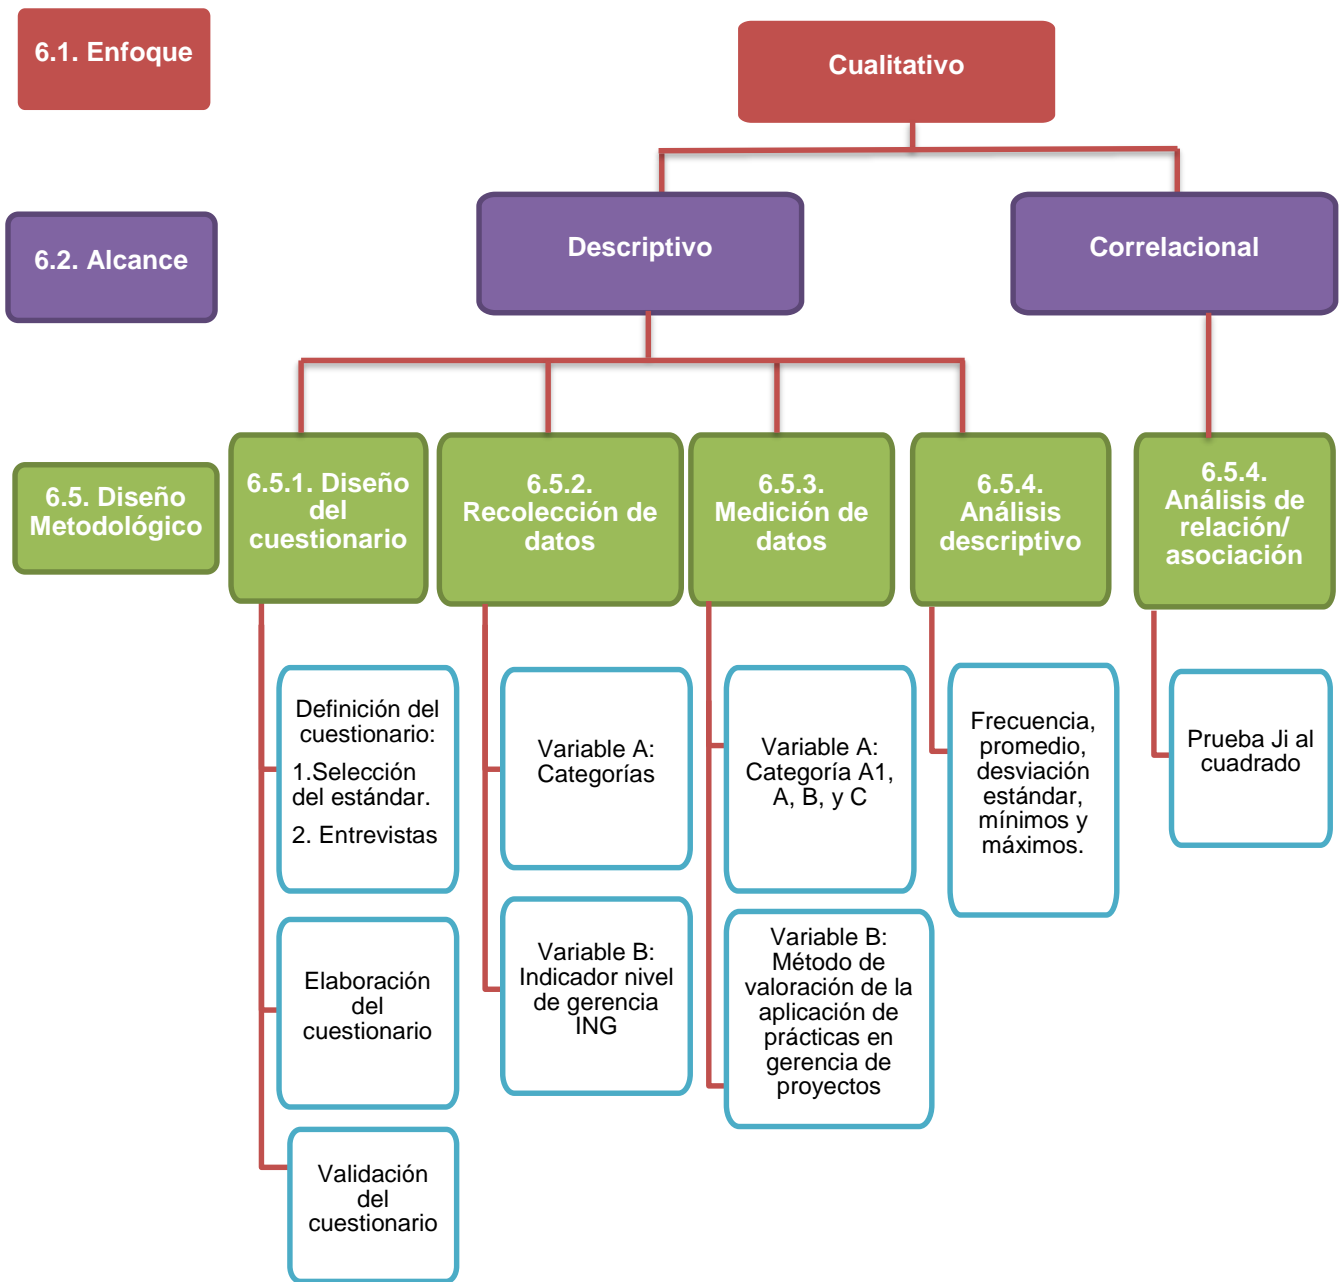 6.1. Enfoque
Cualitativo
6.2. Alcance
Descriptivo
Correlacional
6.5. Diseño
Metodológico
6.5.1. Diseño
del
cuestionario
6.5.2.
Recolección de
datos
6.5.3.
Medición de
datos
6.5.4.
Análisis
descriptivo
6.5.4.
Análisis de
relación/
asociación
Definición del
cuestionario:
1.Selección
del estándar.
2. Entrevistas
Elaboración
del
cuestionario
Validación
del
cuestionario
Variable A:
Categorías
Variable B:
Indicador nivel
de gerencia
ING
Variable A:
Categoría A1,
A, B, y C
Variable B:
Método de
valoración de la
aplicación de
prácticas en
gerencia de
proyectos
Frecuencia,
promedio,
desviación
estándar,
mínimos y
máximos.
Prueba Ji al
cuadrado